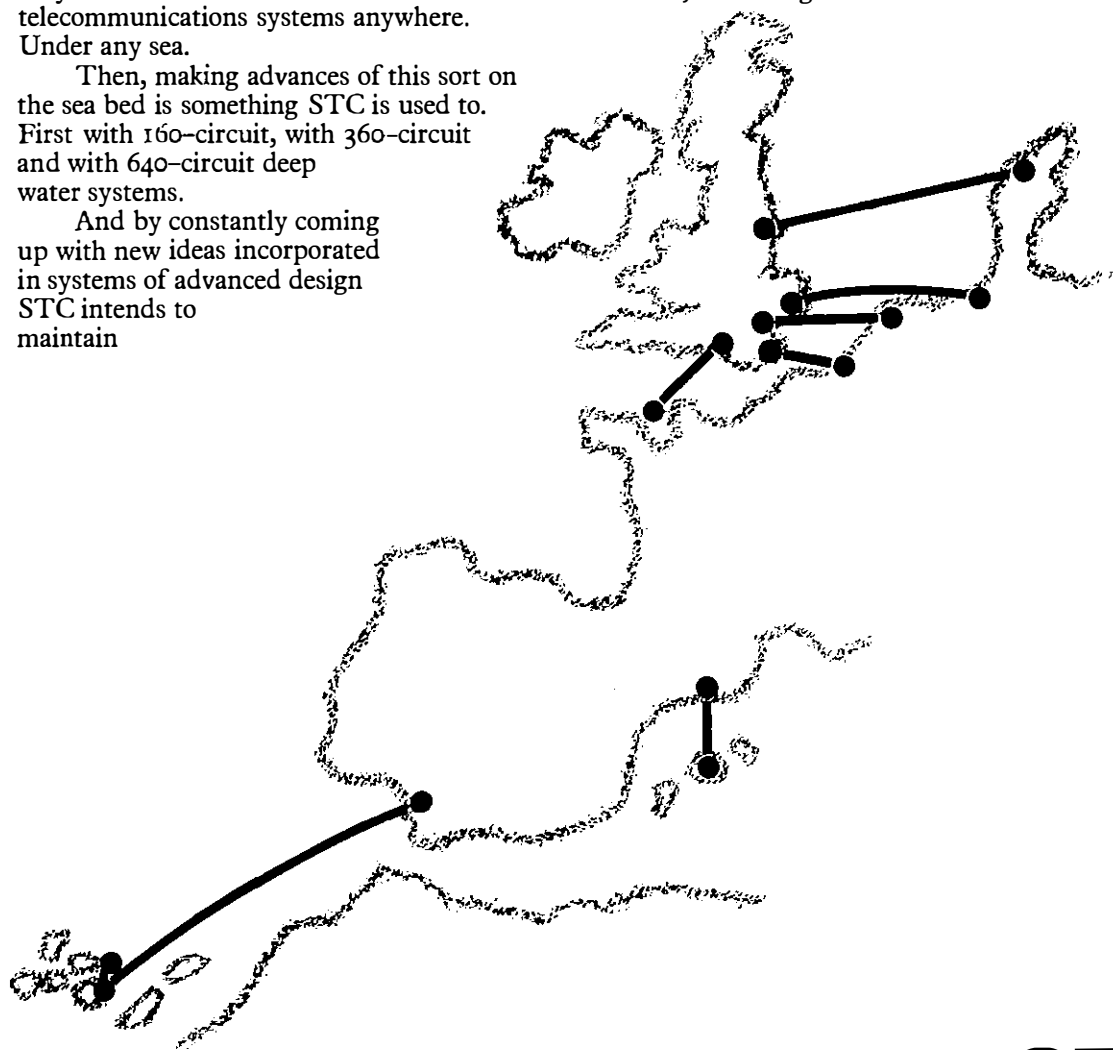 telecommunications systems anywhere.
Under any sea.
Then, making advances of this sort on
the sea bed is something STC is used to.
First with 160-circuit, with 360-circuit
and with 640-circuit deep
water systems.
And by constantly coming
up with new ideas incorporated
in systems of advanced design
STC intends to
maintain